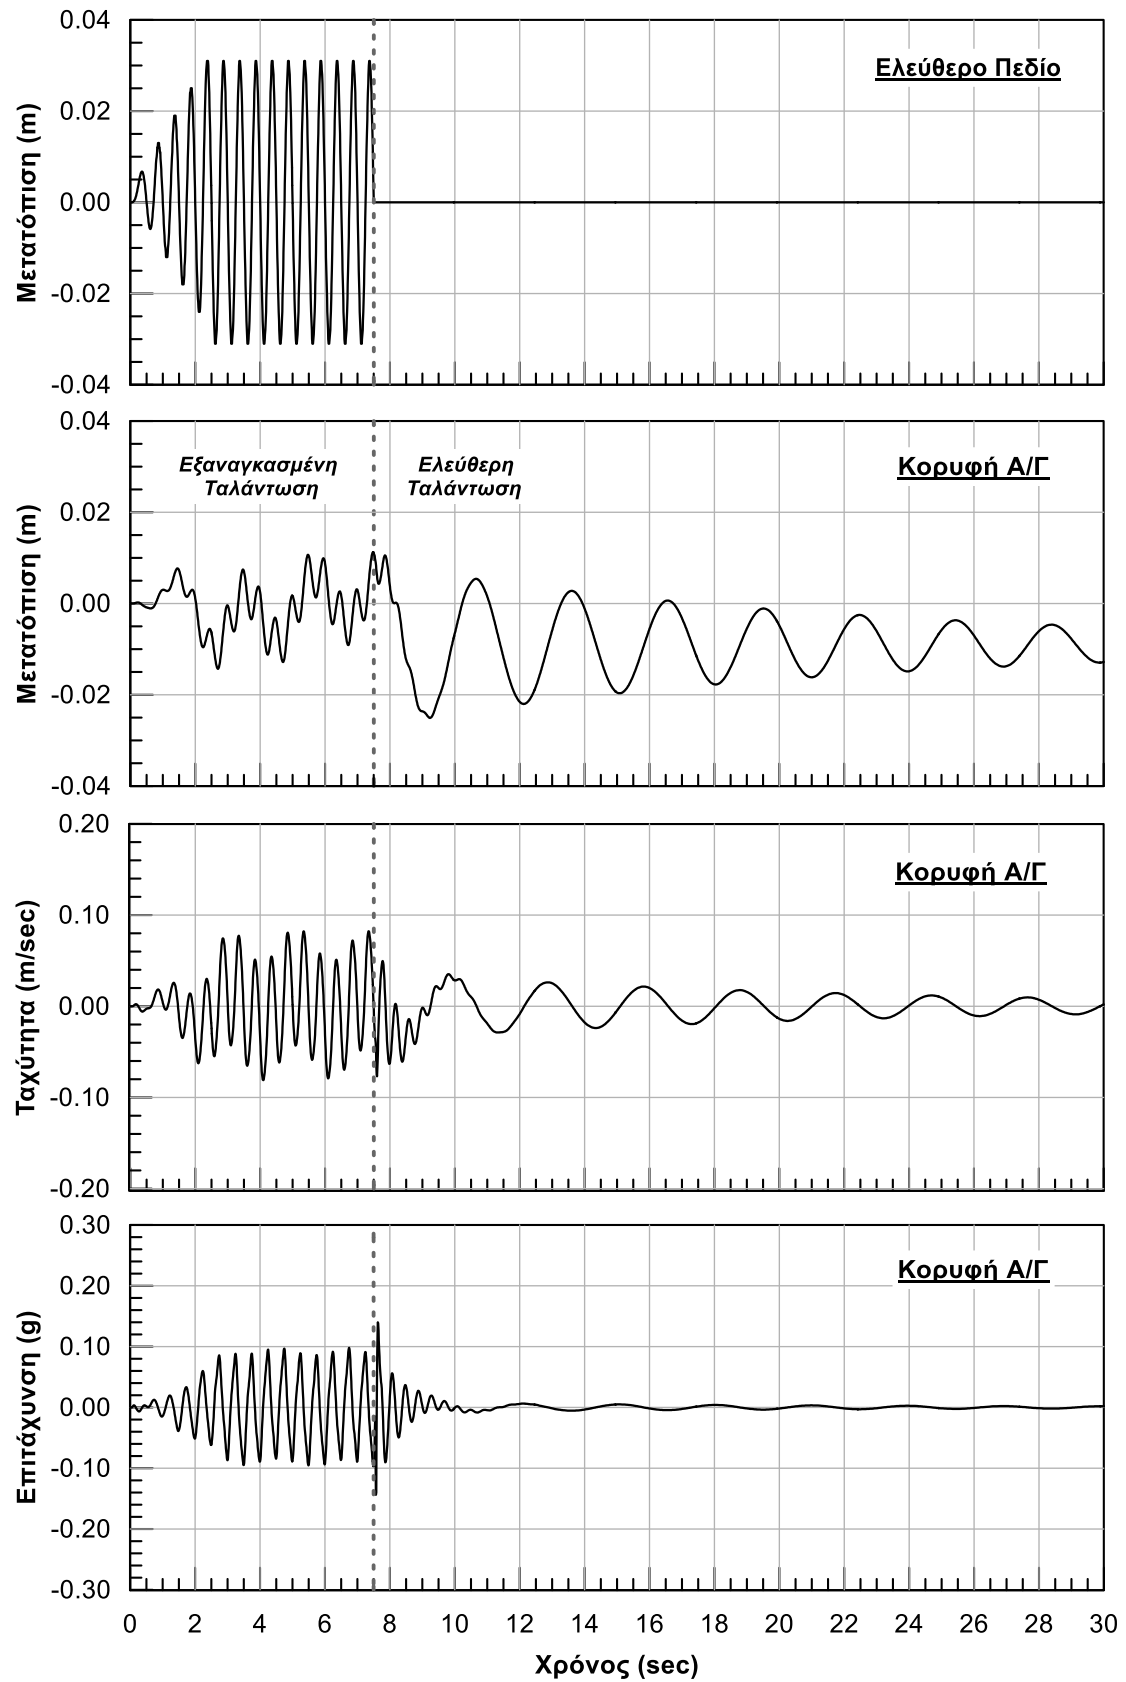 0.04
0.02
0.00
-0.02
-0.04
Μετατόπιση (m)
Ελεύθερο Πεδίο
0.04
0.02
0.00
-0.02
-0.04
Μετατόπιση (m)
Εξαναγκασμένη
Ταλάντωση
Ελεύθερη
Ταλάντωση
Κορυφή Α/Γ
0.20
0.10
0.00
-0.10
-0.20
Ταχύτητα (m/sec)
Κορυφή Α/Γ
0.30
0.20
0.10
0.00
-0.10
-0.20
-0.30
Επιτάχυνση (g)
Κορυφή Α/Γ
0 2 4 6 8 10 12 14 16 18 20 22 24 26 28 30
Χρόνος (sec)